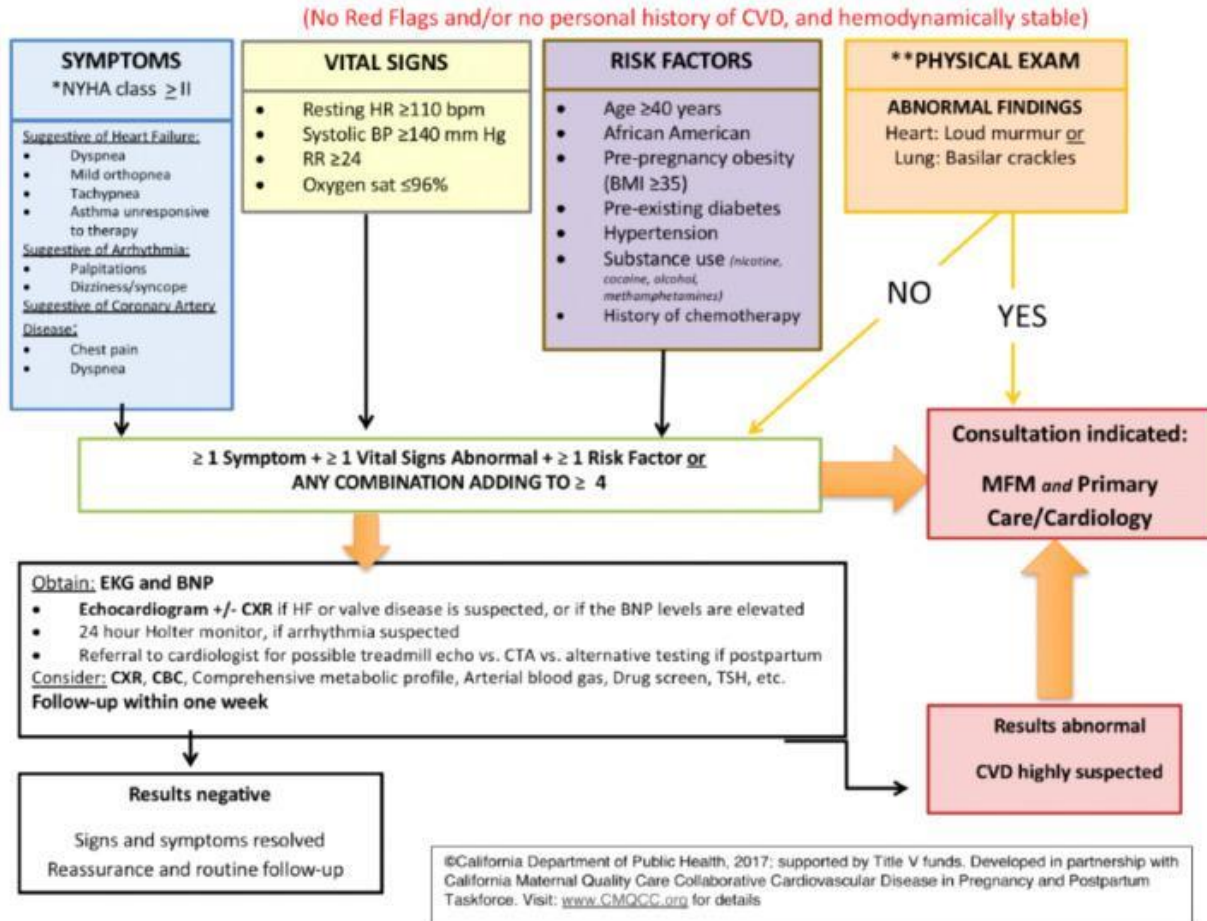 (No Red Flags and/or no personal history of CVD, and hemodynamically stable)
SYMPTOMS
*NYHA class ≥ II
Suggestive of Heart Failure:
• Dyspnea
• Mild orthopnea
• Tachypnea
• Asthma unresponsive
to therapy
Suggestive of Arrhythmia:
• Palpitations
• Dizziness/syncope
Suggestive of Coronary Artery
Disease:
• Chest pain
• Dyspnea
VITAL SIGNS
• Resting HR ≥110 bpm
• Systolic BP ≥140 mm Hg
• RR ≥24
• Oxygen sat ≤96%
RISK FACTORS
• Age ≥40 years
• African American
• Pre-pregnancy obesity
(BMI ≥35)
• Pre-existing diabetes
• Hypertension
• Substance use (nicotine,
cocaine, alcohol,
methamphetamines)
• History of chemotherapy
**PHYSICAL EXAM
ABNORMAL FINDINGS
Heart: Loud murmur or
Lung: Basilar crackles
NO
YES
≥ 1 Symptom + ≥ 1 Vital Signs Abnormal + ≥ 1 Risk Factor or
ANY COMBINATION ADDING TO ≥ 4
Consultation indicated:
MFM and Primary
Care/Cardiology
Obtain: EKG and BNP
• Echocardiogram +/- CXR if HF or valve disease is suspected, or if the BNP levels are elevated
• 24 hour Holter monitor, if arrhythmia suspected
• Referral to cardiologist for possible treadmill echo vs. CTA vs. alternative testing if postpartum
Consider: CXR, CBC, Comprehensive metabolic profile, Arterial blood gas, Drug screen, TSH, etc.
Follow-up within one week
Results abnormal
CVD highly suspected
Results negative
Signs and symptoms resolved
Reassurance and routine follow-up
©California Department of Public Health, 2017; supported by Title V funds. Developed in partnership with
California Maternal Quality Care Collaborative Cardiovascular Disease in Pregnancy and Postpartum
Taskforce. Visit: www.CMQCC.org for details